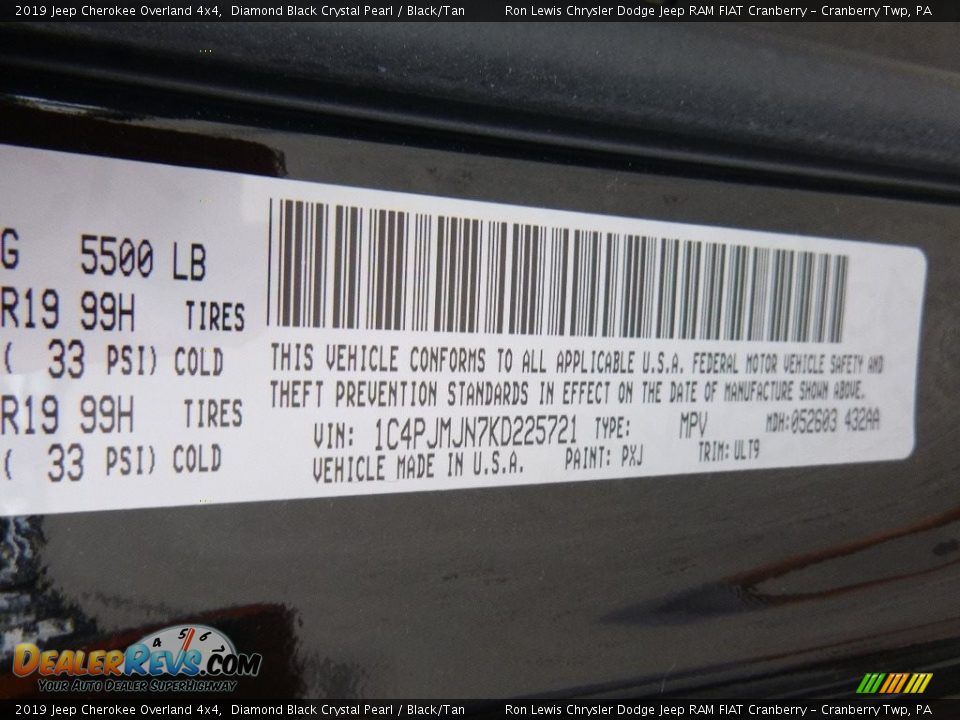 2019 Jeep Cherokee Overland 4x4, Diamond Black Crystal Pearl / Black/Tan Ron Lewis Chrysler Dodge Jeep RAM FIAT Cranberry - Cranberry Twp, PA
G 5500 LB
R19 99H TIRES
( 33 PSI) COLD
R19 99H TIRES
( 33 PSI) COLD
THIS VEHICLE CONFORMS TO ALL APPLICABLE U.S.A. FEDERAL MOTOR VEHICLE SAFETY AND
THEFT PREVENTION STANDARDS IN EFFECT ON THE DATE OF MANUFACTURE SHOWN ABOVE.
VIN: 1C4PJMJN7KD225721 TYPE: MPV MDH:052603 432AA
VEHICLE MADE IN U.S.A. PAINT: PXJ TRIM: ULT9
4 5 6
DEALERREVS.COM
YOUR AUTO DEALER SUPERHIGHWAY
2019 Jeep Cherokee Overland 4x4, Diamond Black Crystal Pearl / Black/Tan Ron Lewis Chrysler Dodge Jeep RAM FIAT Cranberry - Cranberry Twp, PA